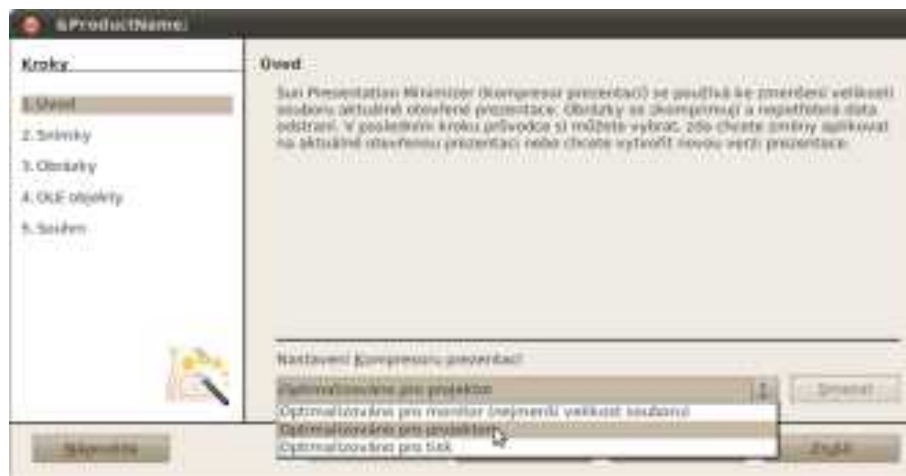 &ProductName;
Kroky
1. Úvod
2. Snímky
3. Obrázky
4. OLE objekty
5. Souhrn
Úvod
Sun Presentation Minimizer (Kompresor prezentací) se používá ke zmenšení velikosti
souboru aktuálně otevřené prezentace. Obrázky se zkomprimují a nepotřebná data
odstraní. V posledním kroku průvodce si můžete vybrat, zda chcete změny aplikovat
na aktuálně otevřenou prezentaci nebo chcete vytvořit novou verzi prezentace.
Nastavení Kompresoru prezentací
Optimalizováno pro projektor
Smazat
Optimalizováno pro monitor (nejmenší velikost souboru)
Optimalizováno pro projektor
Optimalizováno pro tisk
Nápověda
Zrušit